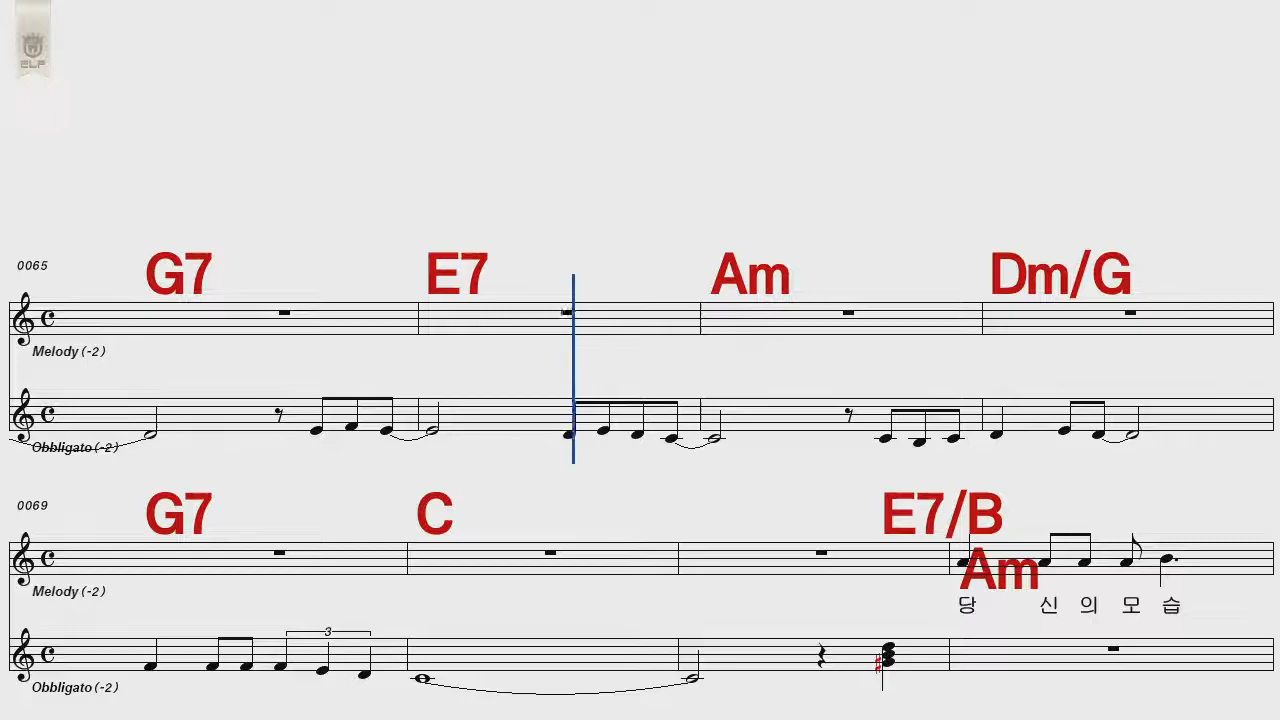 ELF
0065 G7 E7 Am Dm/G
Melody (-2)
Obbligato (-2)
0069 G7 C E7/B
Am
Melody (-2)
당 신 의 모 습
3
Obbligato (-2)